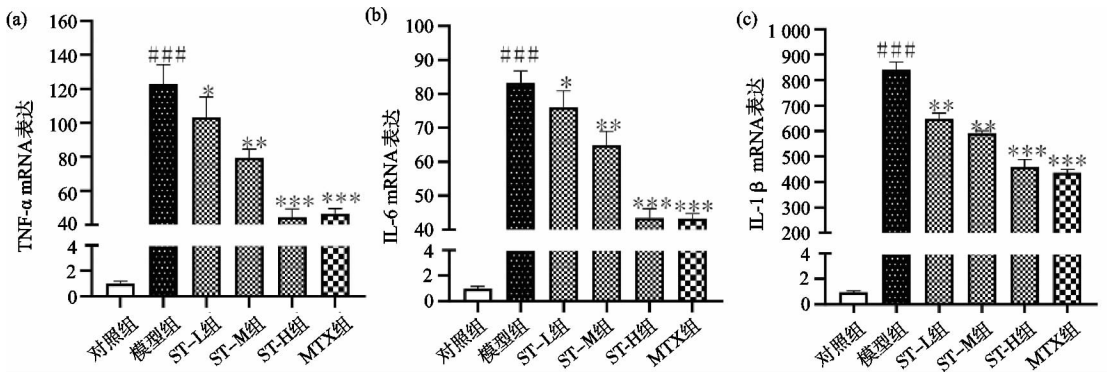 (a)
TNF-α mRNA表达
160
140
120
100
80
60
40
4
2
0
###
*
**
***
***
对照组
模型组
ST-L组
ST-M组
ST-H组
MTX组
(b)
IL-6 mRNA表达
100
90
80
70
60
50
40
4
2
0
###
*
**
***
***
对照组
模型组
ST-L组
ST-M组
ST-H组
MTX组
(c)
IL-1β mRNA表达
1 000
900
800
700
600
500
400
300
200
4
2
0
###
**
**
***
***
对照组
模型组
ST-L组
ST-M组
ST-H组
MTX组